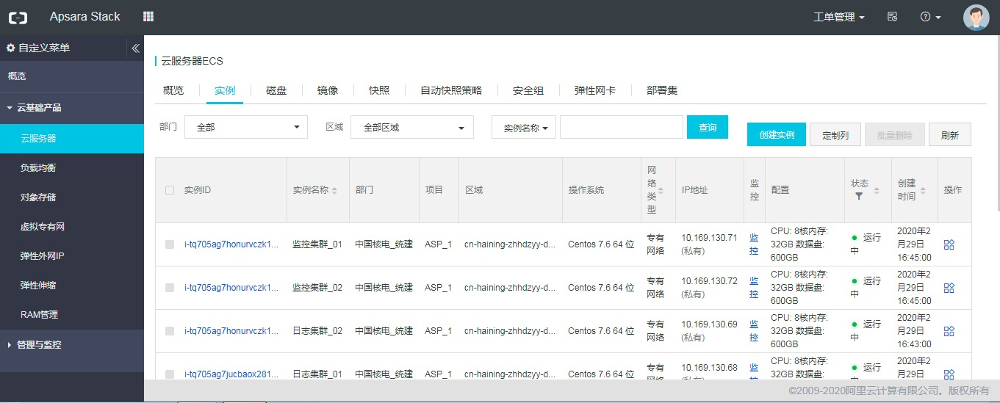 Apsara Stack
工单管理
自定义菜单
概览
云基础产品
云服务器
负载均衡
对象存储
虚拟专有网
弹性外网IP
弹性伸缩
RAM管理
管理与监控
云服务器ECS
概览 实例 磁盘 镜像 快照 自动快照策略 安全组 弹性网卡 部署集
部门 全部 区域 全部区域 实例名称 查询 创建实例 定制列 批量删除 刷新
实例ID 实例名称 部门 项目 区域 操作系统 网络类型 IP地址 监控 配置 状态 创建时间 操作
i-tq705ag7honurvczk1... 监控集群_01 中国核电_统建 ASP_1 cn-haining-zhhdzyy-d... Centos 7.6 64 位 专有网络 10.169.130.71 (私有) 监控 CPU: 8核内存: 32GB 数据盘: 600GB 运行中 2020年2月29日 16:45:00
i-tq705ag7honurvczk1... 监控集群_02 中国核电_统建 ASP_1 cn-haining-zhhdzyy-d... Centos 7.6 64 位 专有网络 10.169.130.72 (私有) 监控 CPU: 8核内存: 32GB 数据盘: 600GB 运行中 2020年2月29日 16:45:00
i-tq705ag7honurvczk1... 日志集群_02 中国核电_统建 ASP_1 cn-haining-zhhdzyy-d... Centos 7.6 64 位 专有网络 10.169.130.69 (私有) 监控 CPU: 8核内存: 32GB 数据盘: 600GB 运行中 2020年2月29日 16:43:00
i-tq705ag7jucbaox281... 日志集群_01 中国核电_统建 ASP_1 cn-haining-zhhdzyy-d... Centos 7.6 64 位 专有网络 10.169.130.68 监 CPU: 8核内存: 32GB 数据盘: 运行中 2020年2月29日
©2009-2020阿里云计算有限公司。版权所有